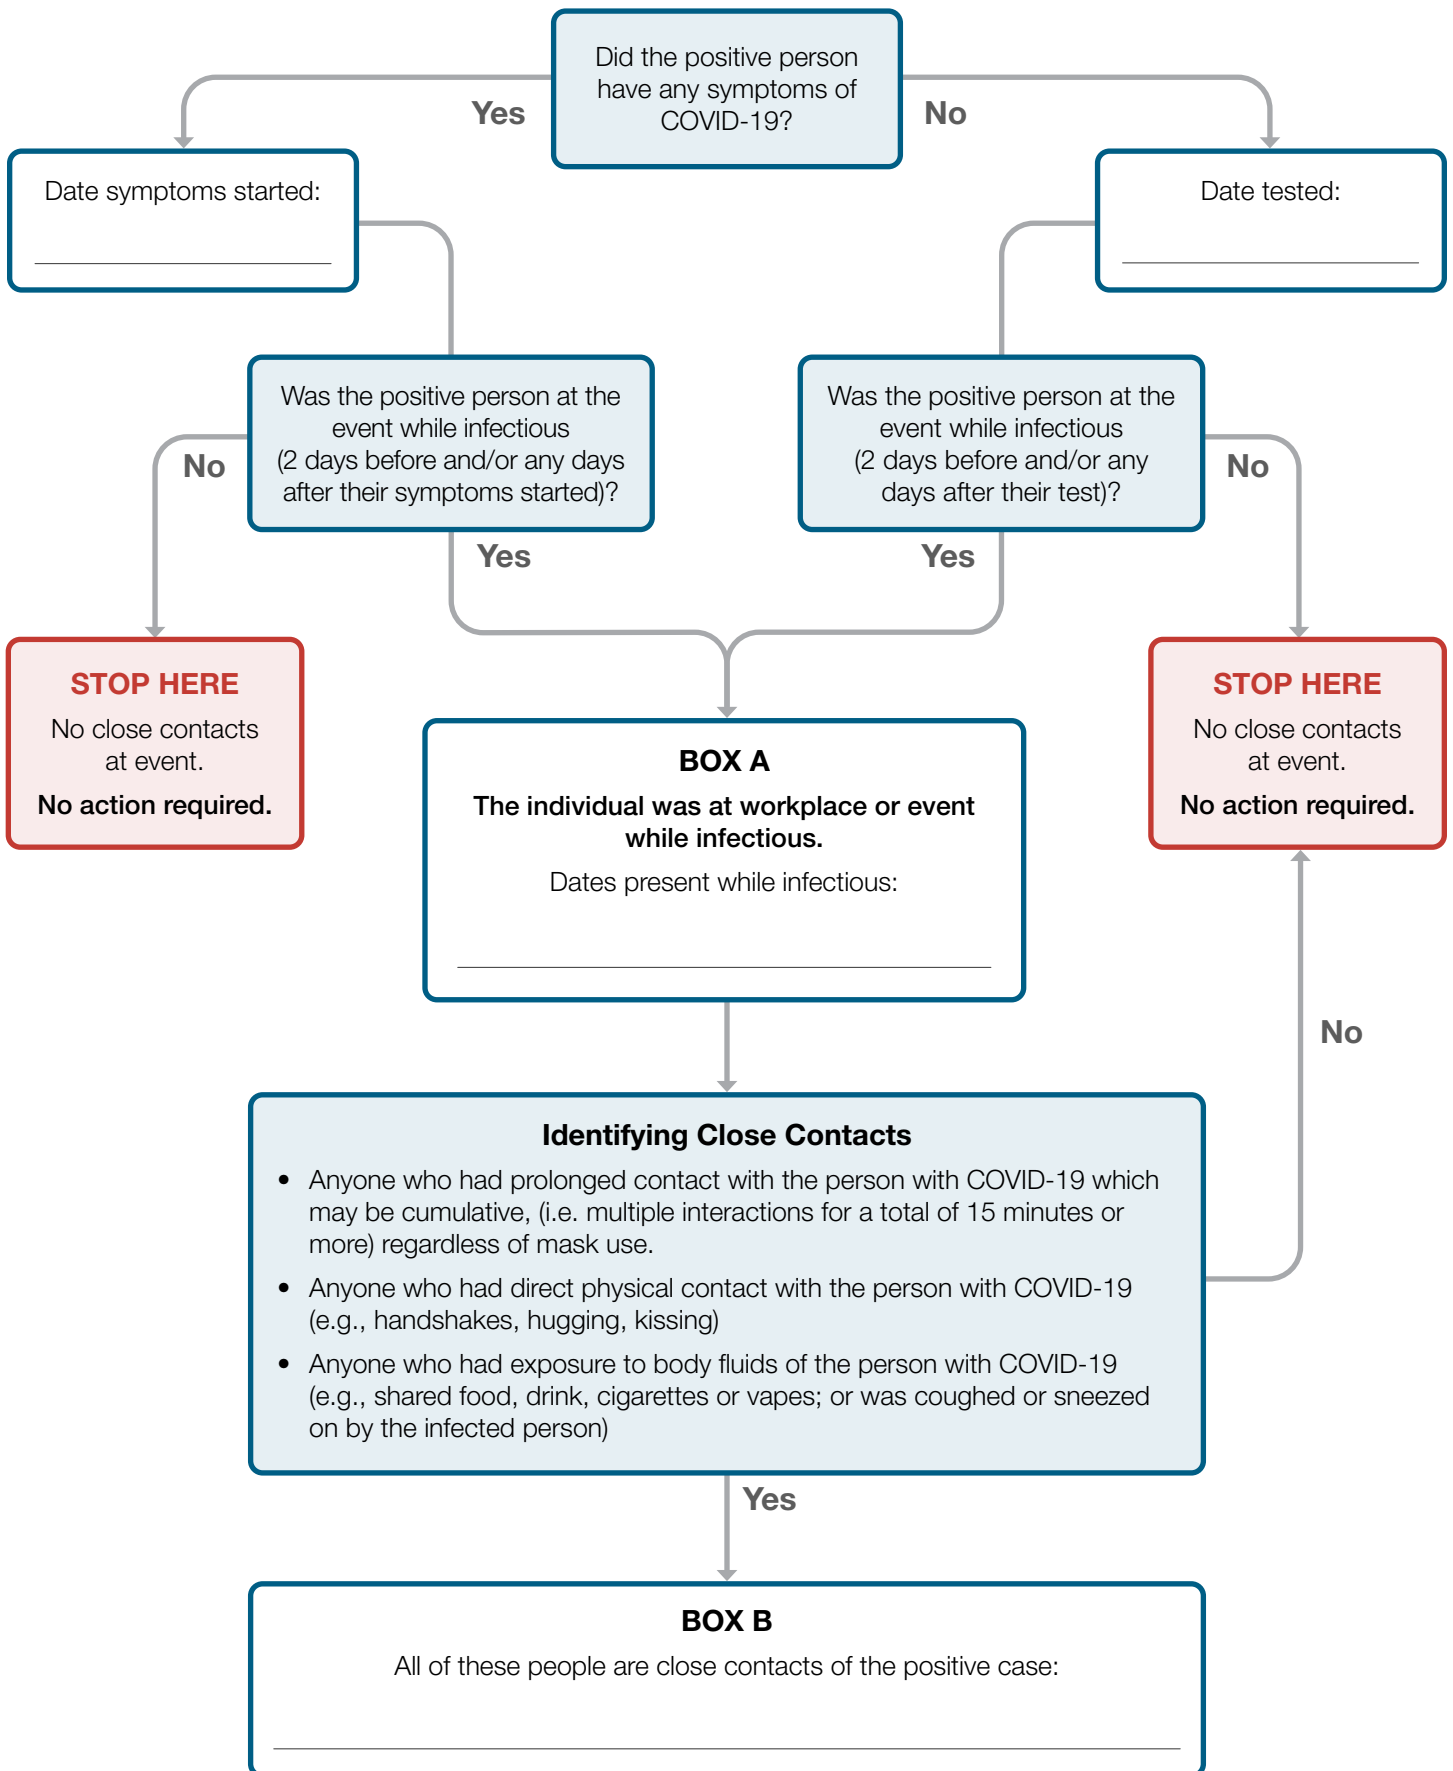 Did the positive person
have any symptoms of
COVID-19?
Yes
No
Date symptoms started:
Date tested:
Was the positive person at the
event while infectious
(2 days before and/or any days
after their symptoms started)?
Was the positive person at the
event while infectious
(2 days before and/or any
days after their test)?
No
No
Yes
Yes
STOP HERE
No close contacts
at event.
No action required.
STOP HERE
No close contacts
at event.
No action required.
BOX A
The individual was at workplace or event
while infectious.
Dates present while infectious:
No
Identifying Close Contacts
• Anyone who had prolonged contact with the person with COVID-19 which
may be cumulative, (i.e. multiple interactions for a total of 15 minutes or
more) regardless of mask use.
• Anyone who had direct physical contact with the person with COVID-19
(e.g., handshakes, hugging, kissing)
• Anyone who had exposure to body fluids of the person with COVID-19
(e.g., shared food, drink, cigarettes or vapes; or was coughed or sneezed
on by the infected person)
Yes
BOX B
All of these people are close contacts of the positive case: